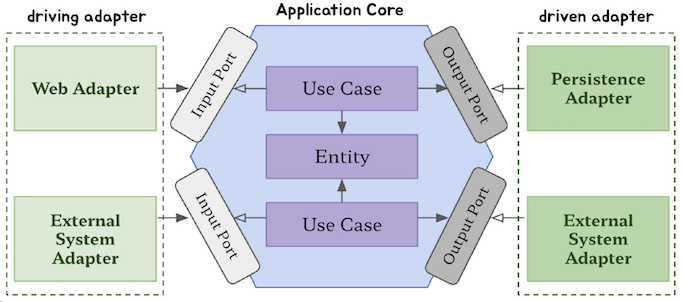 driving adapter
Application Core
driven adapter
Web Adapter
Input Port
Use Case
Output Port
Persistence
Adapter
Entity
External
System
Adapter
Input Port
Use Case
Output Port
External
System
Adapter